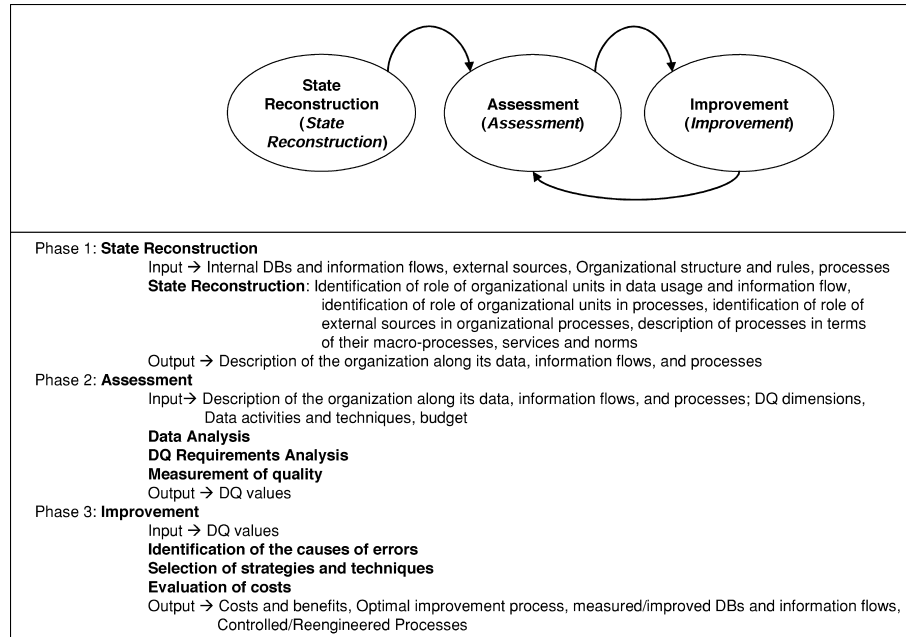 State
Reconstruction
(State
Reconstruction)
Assessment
(Assessment)
Improvement
(Improvement)
Phase 1: State Reconstruction
Input → Internal DBs and information flows, external sources, Organizational structure and rules, processes
State Reconstruction: Identification of role of organizational units in data usage and information flow,
identification of role of organizational units in processes, identification of role of
external sources in organizational processes, description of processes in terms
of their macro-processes, services and norms
Output → Description of the organization along its data, information flows, and processes
Phase 2: Assessment
Input→ Description of the organization along its data, information flows, and processes; DQ dimensions,
Data activities and techniques, budget
Data Analysis
DQ Requirements Analysis
Measurement of quality
Output → DQ values
Phase 3: Improvement
Input → DQ values
Identification of the causes of errors
Selection of strategies and techniques
Evaluation of costs
Output → Costs and benefits, Optimal improvement process, measured/improved DBs and information flows,
Controlled/Reengineered Processes